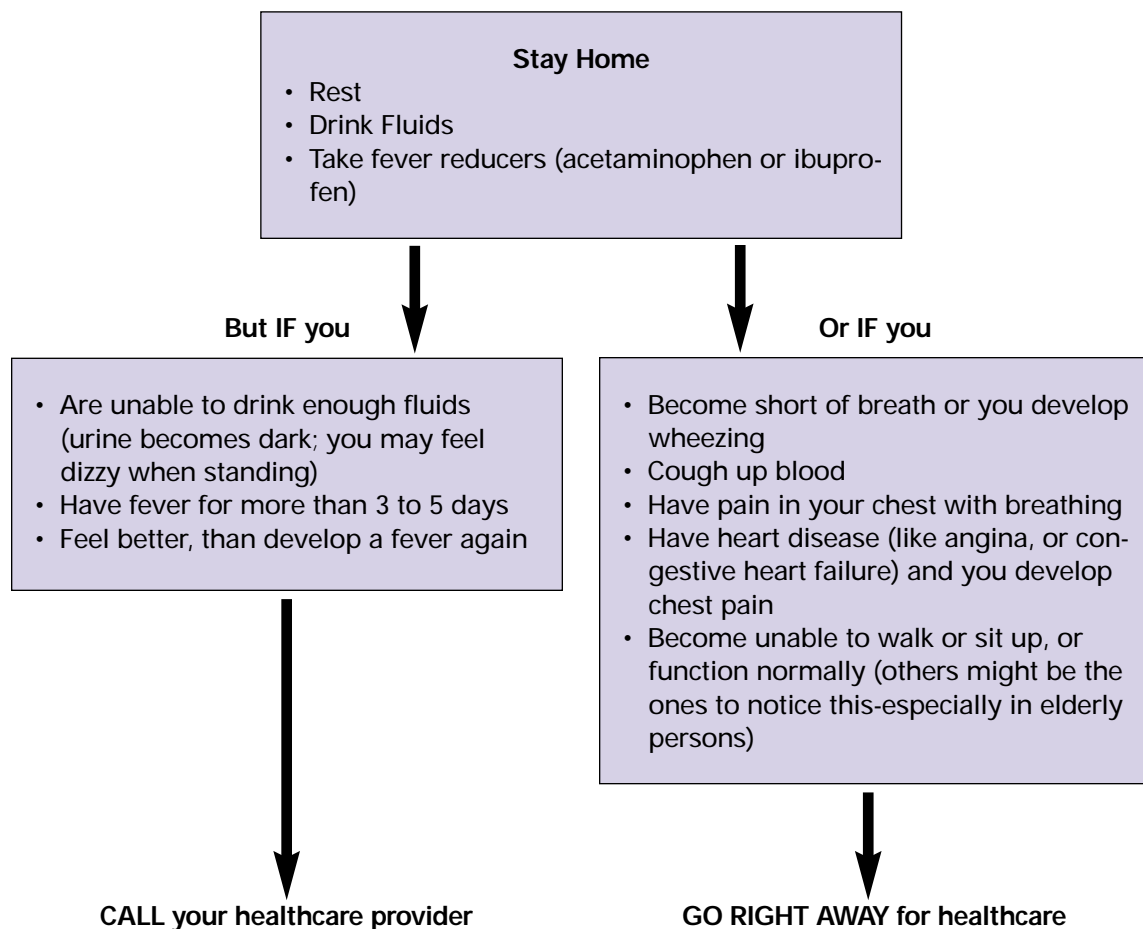 Stay Home
• Rest
• Drink Fluids
• Take fever reducers (acetaminophen or ibupro-
fen)
But IF you
• Are unable to drink enough fluids
(urine becomes dark; you may feel
dizzy when standing)
• Have fever for more than 3 to 5 days
• Feel better, than develop a fever again
CALL your healthcare provider
Or IF you
• Become short of breath or you develop
wheezing
• Cough up blood
• Have pain in your chest with breathing
• Have heart disease (like angina, or con-
gestive heart failure) and you develop
chest pain
• Become unable to walk or sit up, or
function normally (others might be the
ones to notice this-especially in elderly
persons)
GO RIGHT AWAY for healthcare